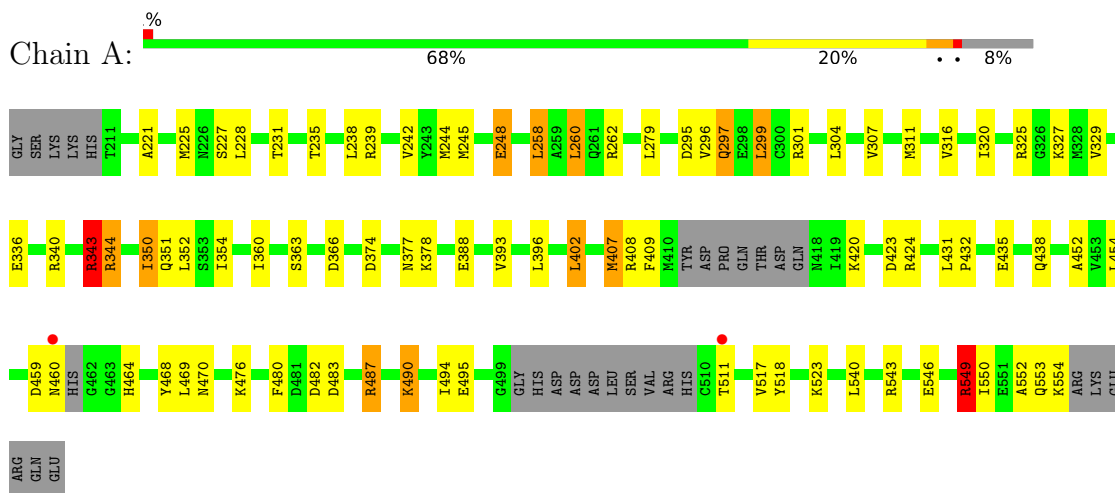 %
Chain A:
68% 20% • • 8%
GLY SER LYS LYS HIS T211 A221 M225 N226 S227 L228 T231 T235 L238 R239 V242 Y243 M244 M245 E248 L258 A259 L260 Q261 R262 L279 D295 V296 Q297 E298 L299 C300 R301 L304 V307 M311 V316 I320 R325 G326 K327 M328 V329
E336 R340 R343 R344 I350 Q351 L352 S353 I354 I360 S363 D366 D374 N377 K378 E388 V393 L396 L402 M407 R408 F409 M410 TYR ASP PRO GLN THR ASP GLN N418 I419 K420 D423 R424 L431 P432 E435 Q438 A452 V453 L454
D459 N460 HIS G462 G463 H464 Y468 L469 N470 K476 F480 D481 D482 D483 R487 K490 I494 E495 G499 GLY HIS ASP ASP ASP LEU SER VAL ARG HIS C510 T511 V517 Y518 K523 L540 R543 E546 R549 I550 E551 A552 Q553 K554 ARG LYS GLU
ARG GLN GLU